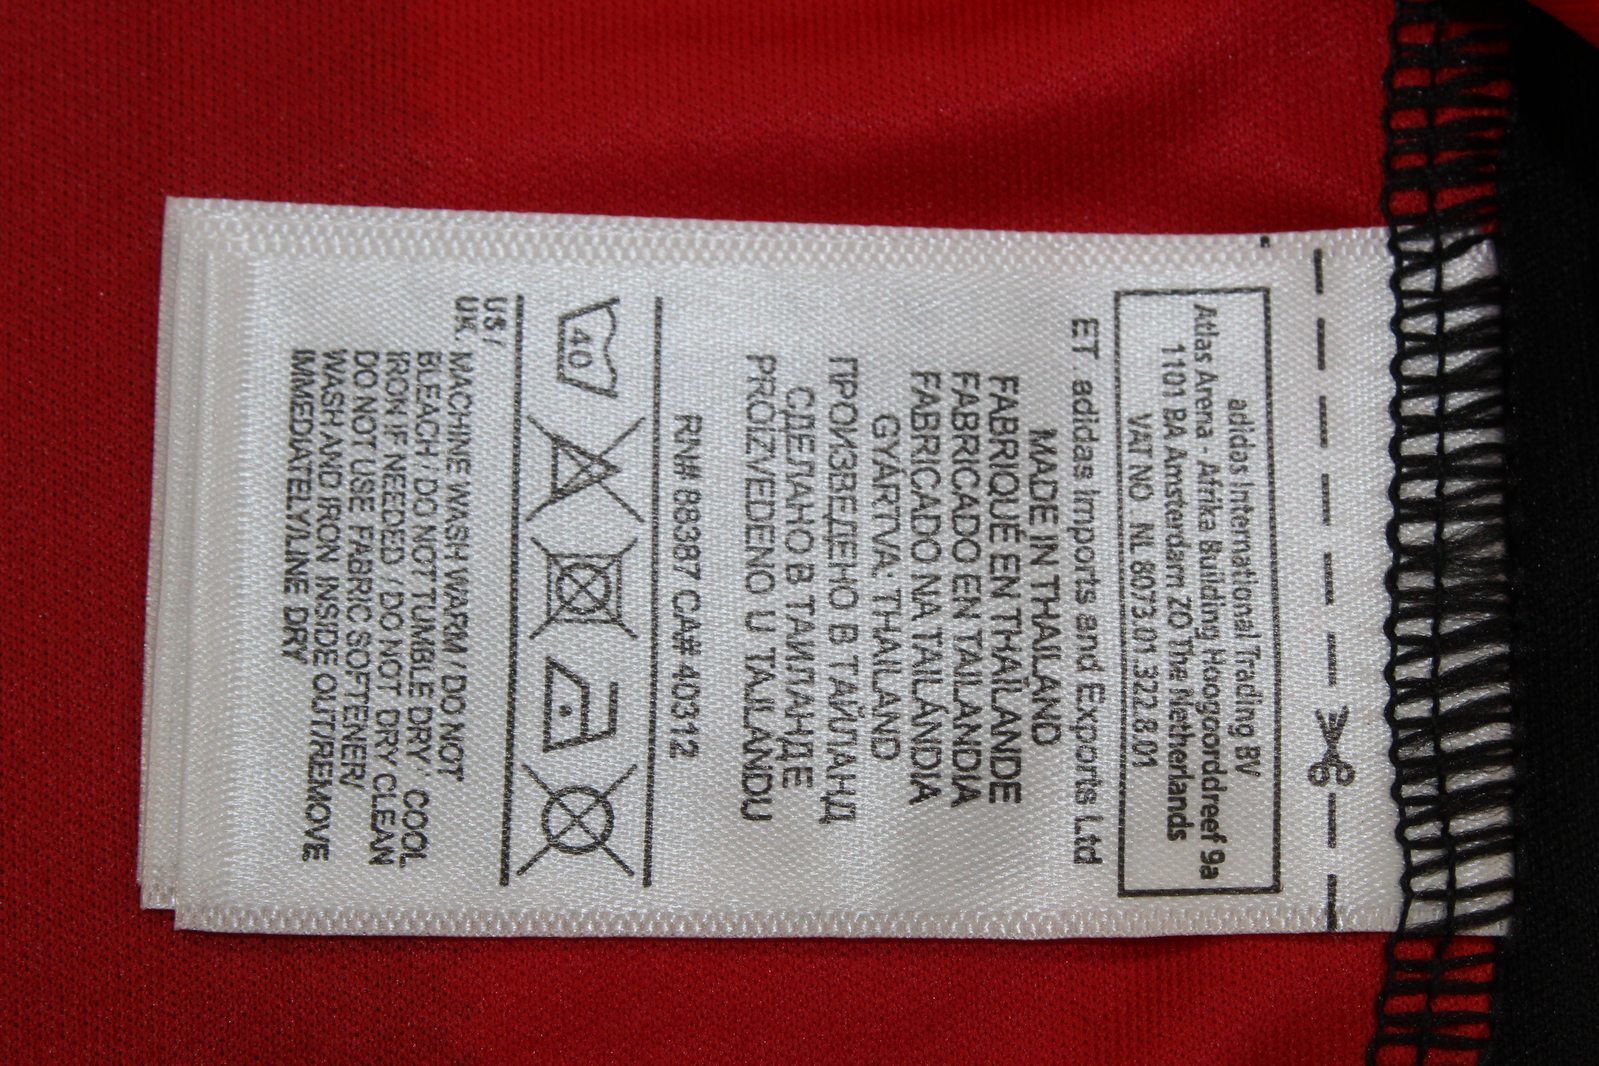 adidas International Trading BV
Atlas Arena - Afrika Building Hoogoorddreef 9a
1101 BA Amsterdam ZO The Netherlands
VAT NO NL 8073.01.322.B.01
ET. adidas Imports and Exports Ltd
MADE IN THAILAND
FABRIQUÉ EN THAÏLANDE
FABRICADO EN TAILANDIA
FABRICADO NA TAILÂNDIA
GYÁRTVA: THAILAND
ПРОИЗВЕДЕНО В ТАЙЛАНД
СДЕЛАНО В ТАИЛАНДЕ
PROIZVEDENO U TAJLANDU
RN# 88387 CA# 40312
40
US /
UK. MACHINE WASH WARM / DO NOT
BLEACH / DO NOT TUMBLE DRY / COOL
IRON IF NEEDED / DO NOT DRY CLEAN
DO NOT USE FABRIC SOFTENER/
WASH AND IRON INSIDE OUT/REMOVE
IMMEDIATELY/LINE DRY